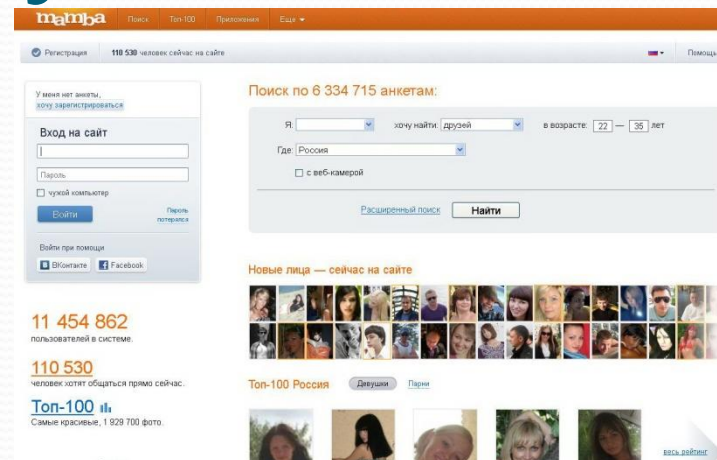 mamba Поиск Топ-100 Приложения Еще
Регистрация 110 530 человек сейчас на сайте Помощь
У меня нет анкеты,
хочу зарегистрироваться
Вход на сайт
Пароль
чужой компьютер
Войти Пароль
потерялся
Войти при помощи
ВКонтакте Facebook
11 454 862
пользователей в системе.
110 530
человек хотят общаться прямо сейчас.
Топ-100
Самые красивые, 1 929 700 фото.
Поиск по 6 334 715 анкетам:
Я: хочу найти: друзей в возрасте: 22 — 35 лет
Где: Россия
с веб-камерой
Расширенный поиск Найти
Новые лица — сейчас на сайте
Топ-100 Россия Девушки Парни
весь рейтинг